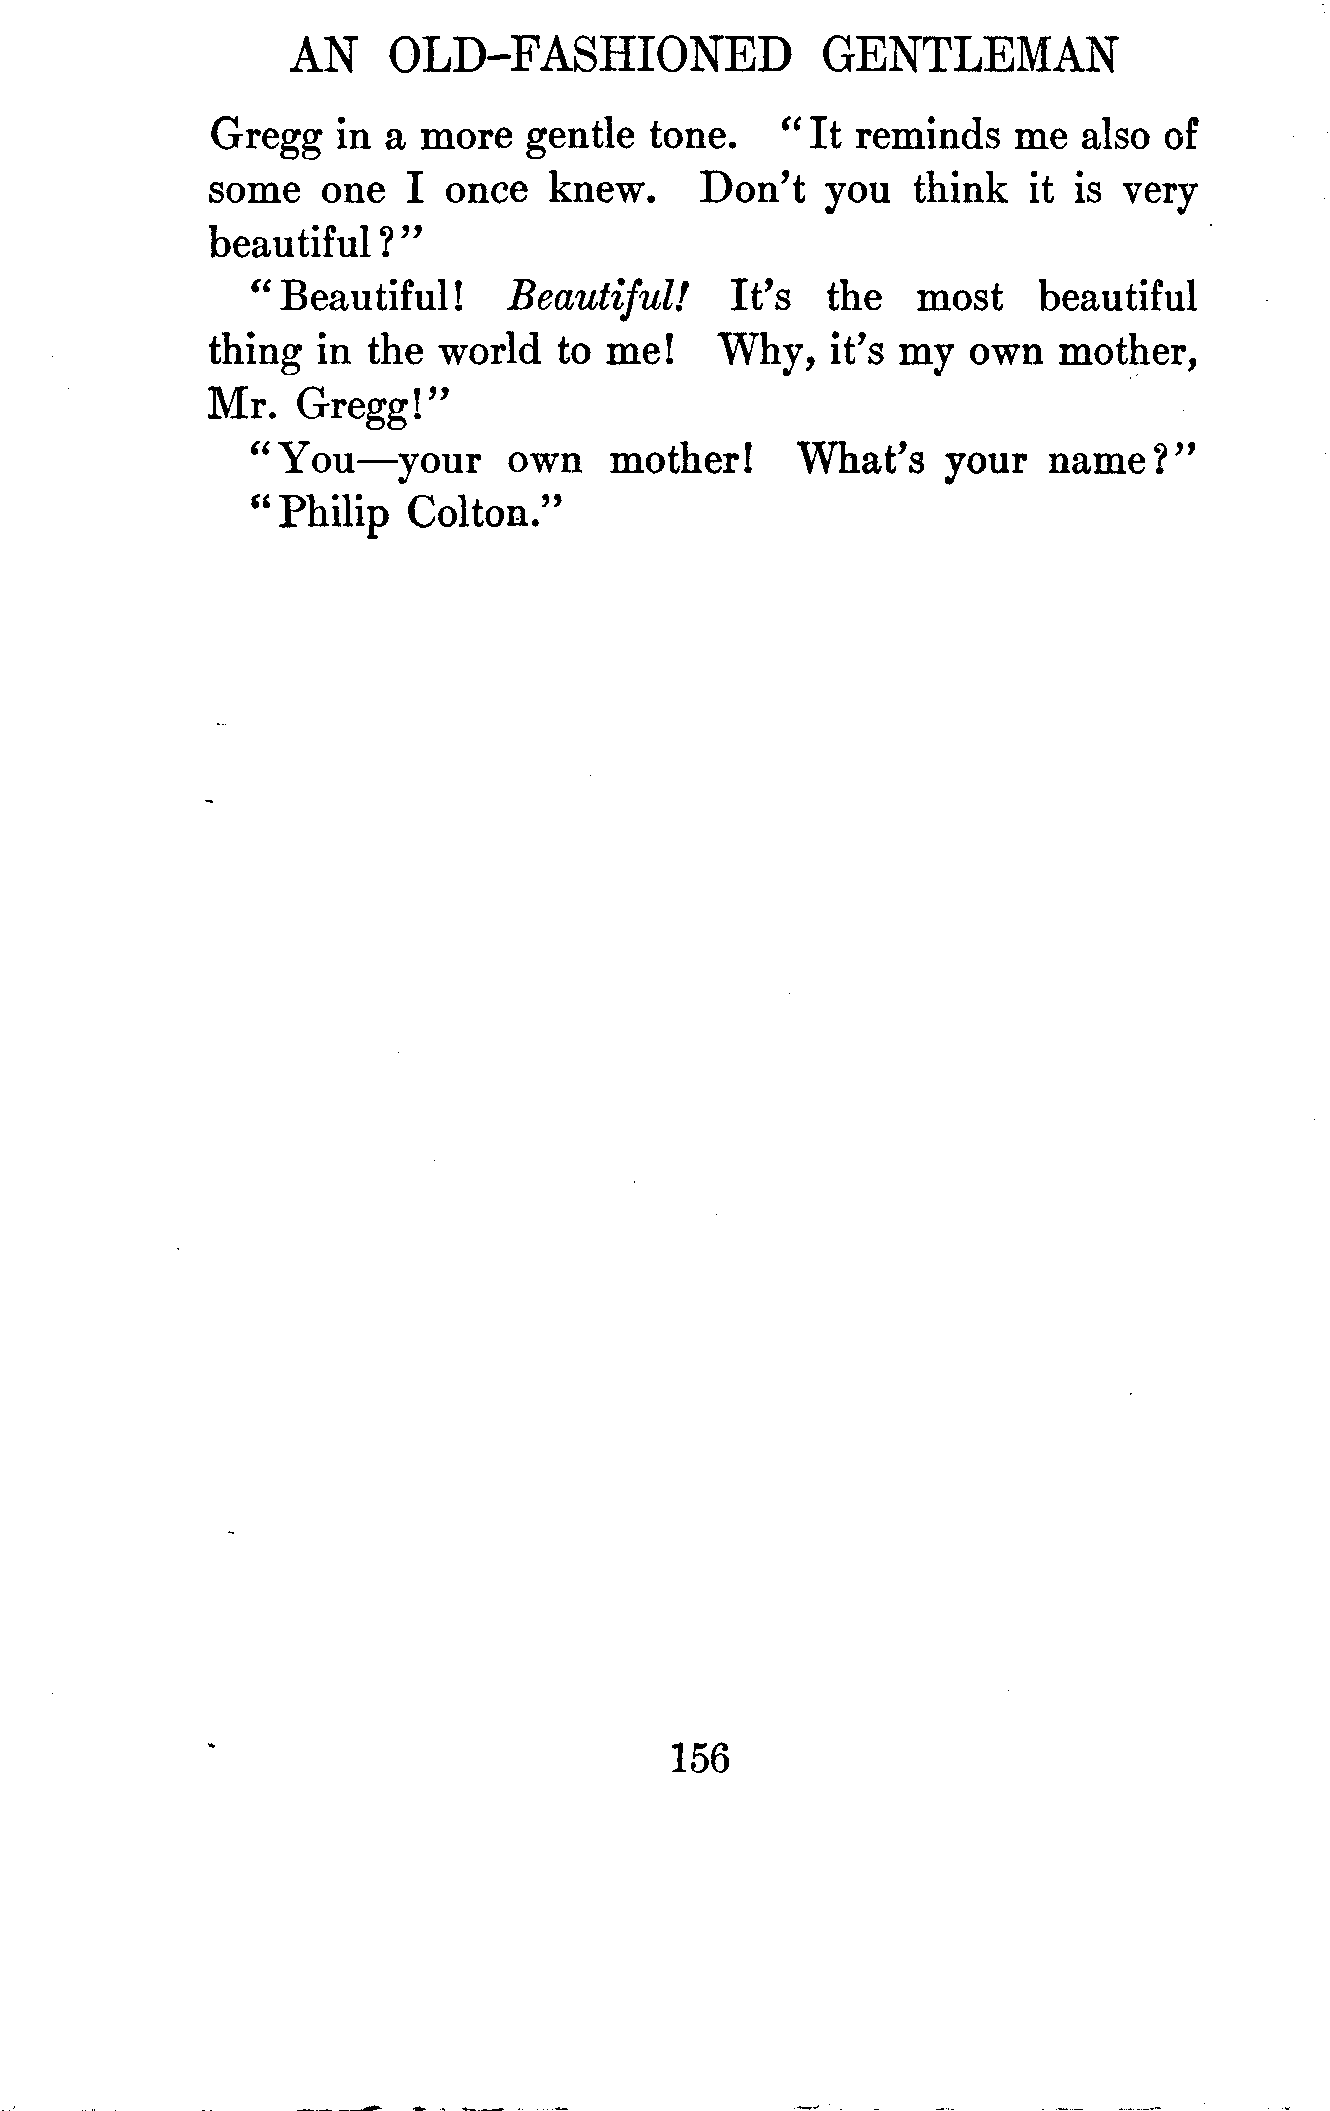 AN OLD-FASHIONED GENTLEMAN
Gregg in a more gentle tone. "It reminds me also of
some one I once knew. Don't you think it is very
beautiful?"
"Beautiful! Beautiful! It's the most beautiful
thing in the world to me! Why, it's my own mother,
Mr. Gregg!"
"You—your own mother! What's your name?"
"Philip Colton."
156